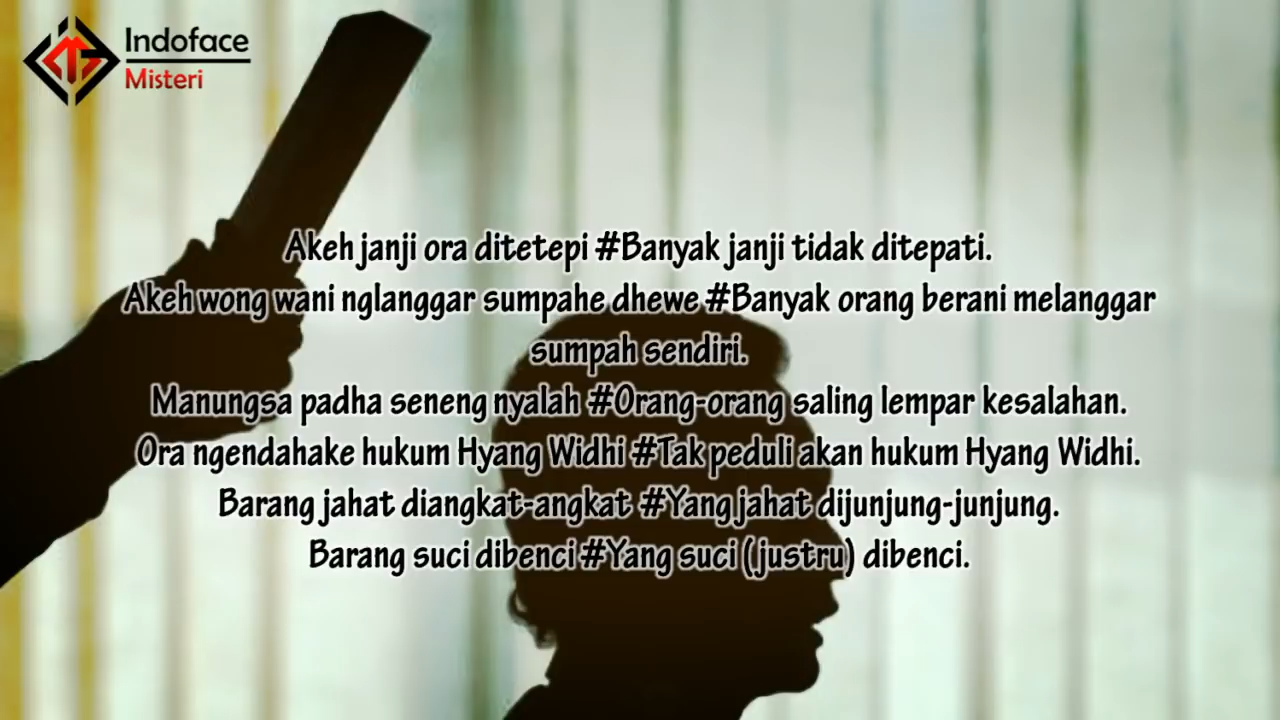 Indoface
Misteri
Akeh janji ora ditetepi #Banyak janji tidak ditepati.
Akeh wong wani nglanggar sumpahe dhewe #Banyak orang berani melanggar
sumpah sendiri.
Manungsa padha seneng nyalah #Orang-orang saling lempar kesalahan.
Ora ngendahake hukum Hyang Widhi #Tak peduli akan hukum Hyang Widhi.
Barang jahat diangkat-angkat #Yang jahat dijunjung-junjung.
Barang suci dibenci #Yang suci (justru) dibenci.